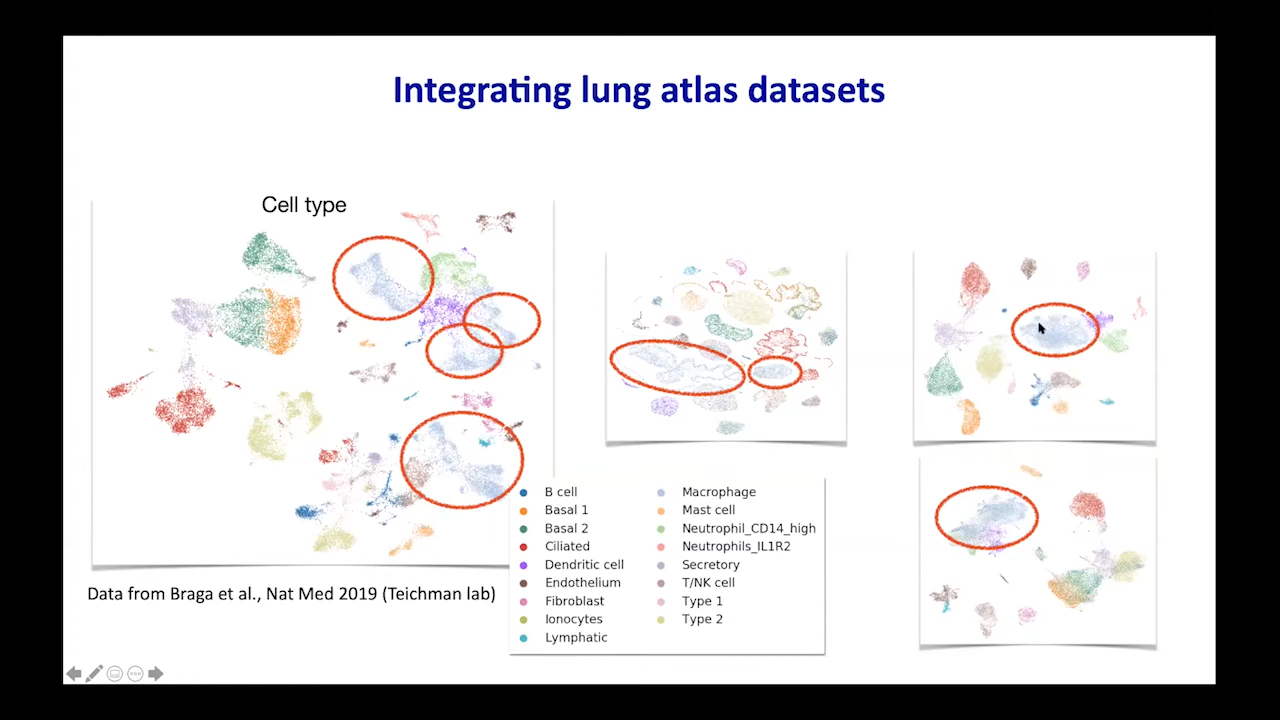 Integrating lung atlas datasets
Cell type
B cell
Basal 1
Basal 2
Ciliated
Dendritic cell
Endothelium
Fibroblast
Ionocytes
Lymphatic
Macrophage
Mast cell
Neutrophil_CD14_high
Neutrophils_IL1R2
Secretory
T/NK cell
Type 1
Type 2
Data from Braga et al., Nat Med 2019 (Teichman lab)